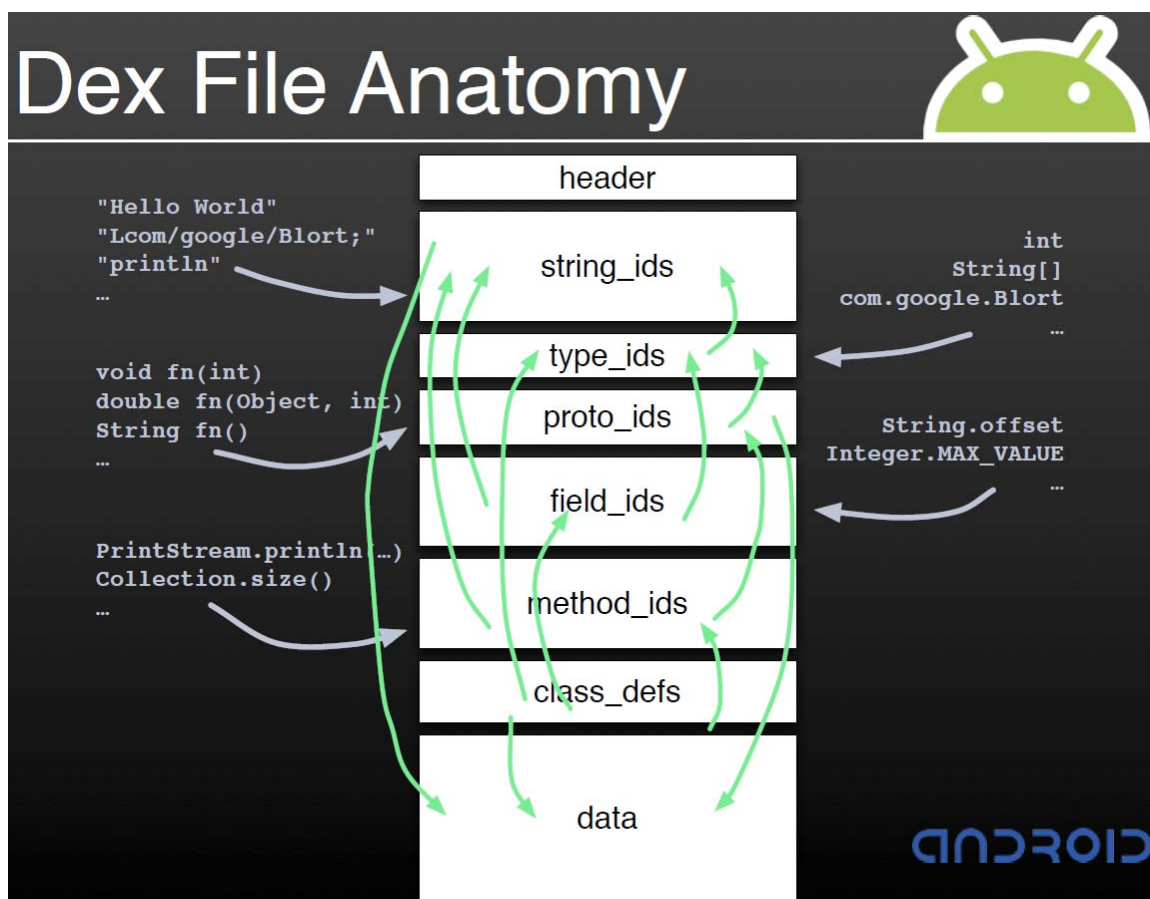 Dex File Anatomy
header
"Hello World"
"Lcom/google/Blort;"
"println"
…
string_ids
int
String[]
com.google.Blort
…
type_ids
void fn(int)
double fn(Object, int)
String fn()
…
proto_ids
String.offset
Integer.MAX_VALUE
…
field_ids
PrintStream.println(…)
Collection.size()
…
method_ids
class_defs
data
ANDROID